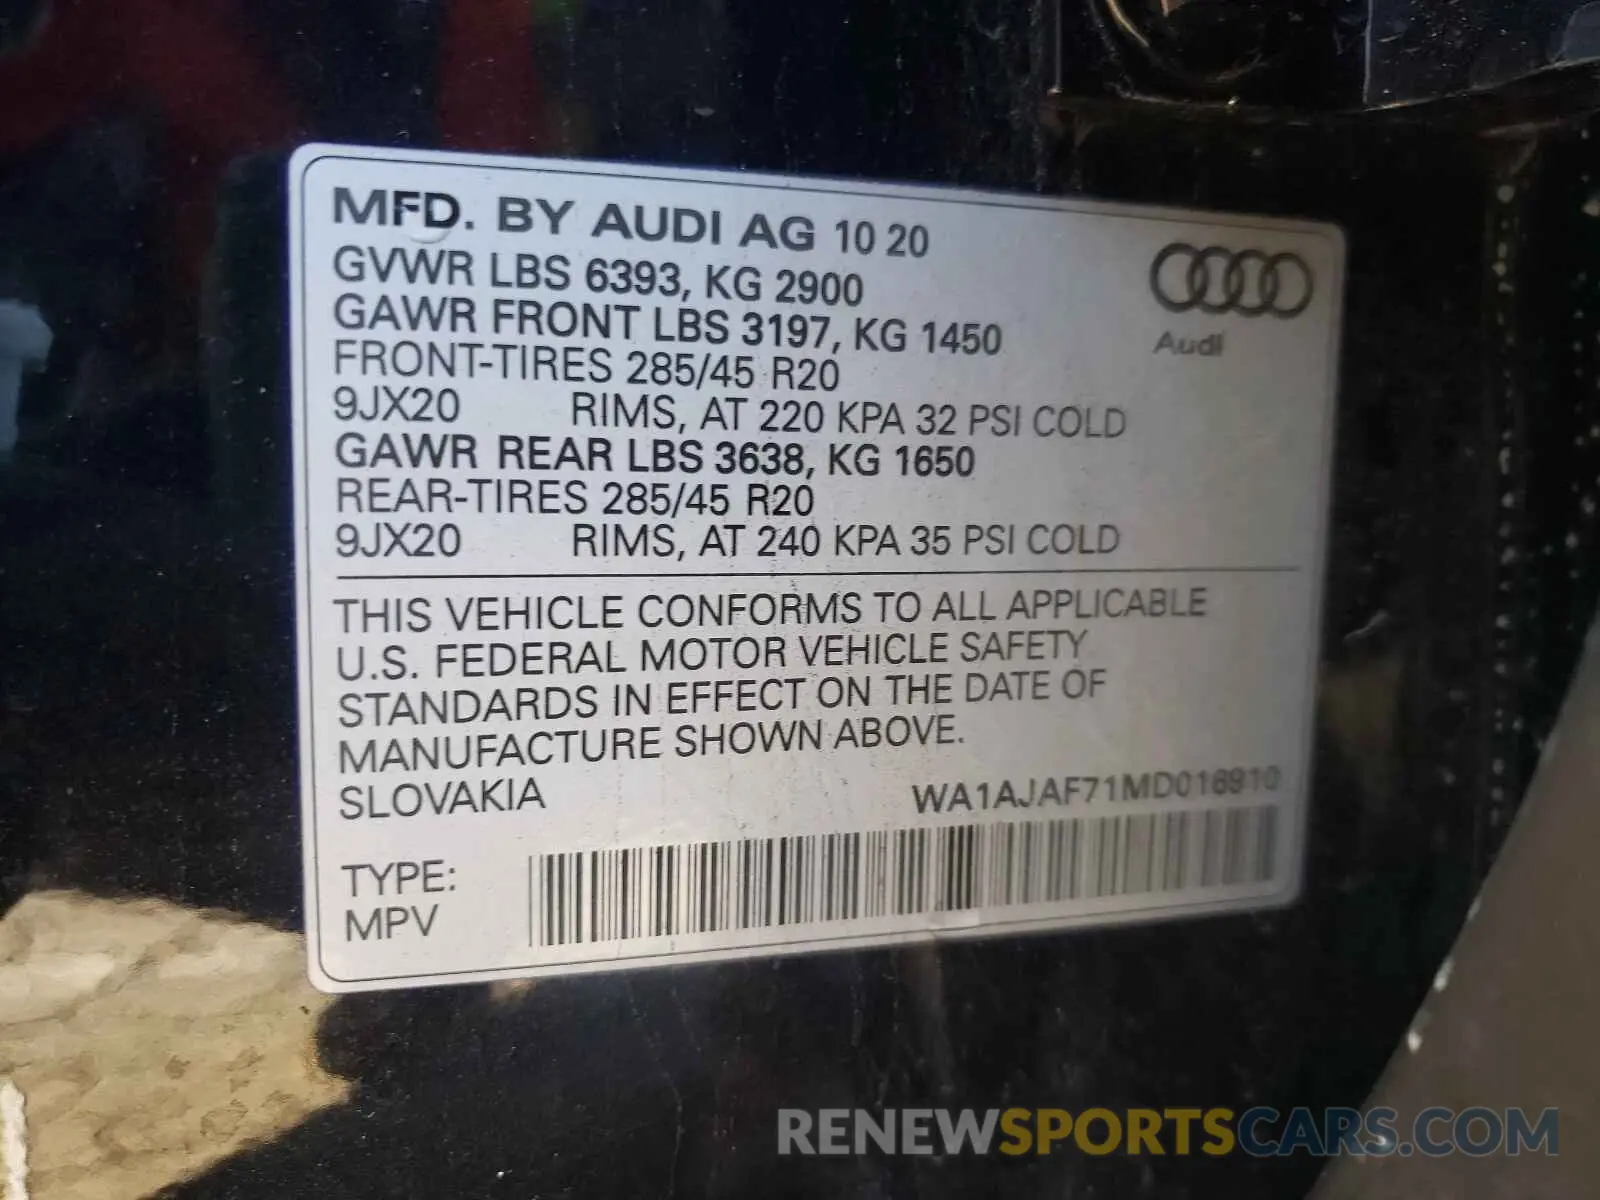 MFD. BY AUDI AG 10 20
GVWR LBS 6393, KG 2900
GAWR FRONT LBS 3197, KG 1450
FRONT-TIRES 285/45 R20
9JX20 RIMS, AT 220 KPA 32 PSI COLD
GAWR REAR LBS 3638, KG 1650
REAR-TIRES 285/45 R20
9JX20 RIMS, AT 240 KPA 35 PSI COLD
Audi
THIS VEHICLE CONFORMS TO ALL APPLICABLE
U.S. FEDERAL MOTOR VEHICLE SAFETY
STANDARDS IN EFFECT ON THE DATE OF
MANUFACTURE SHOWN ABOVE.
SLOVAKIA WA1AJAF71MD016910
TYPE:
MPV
RENEWSPORTSCARS.COM